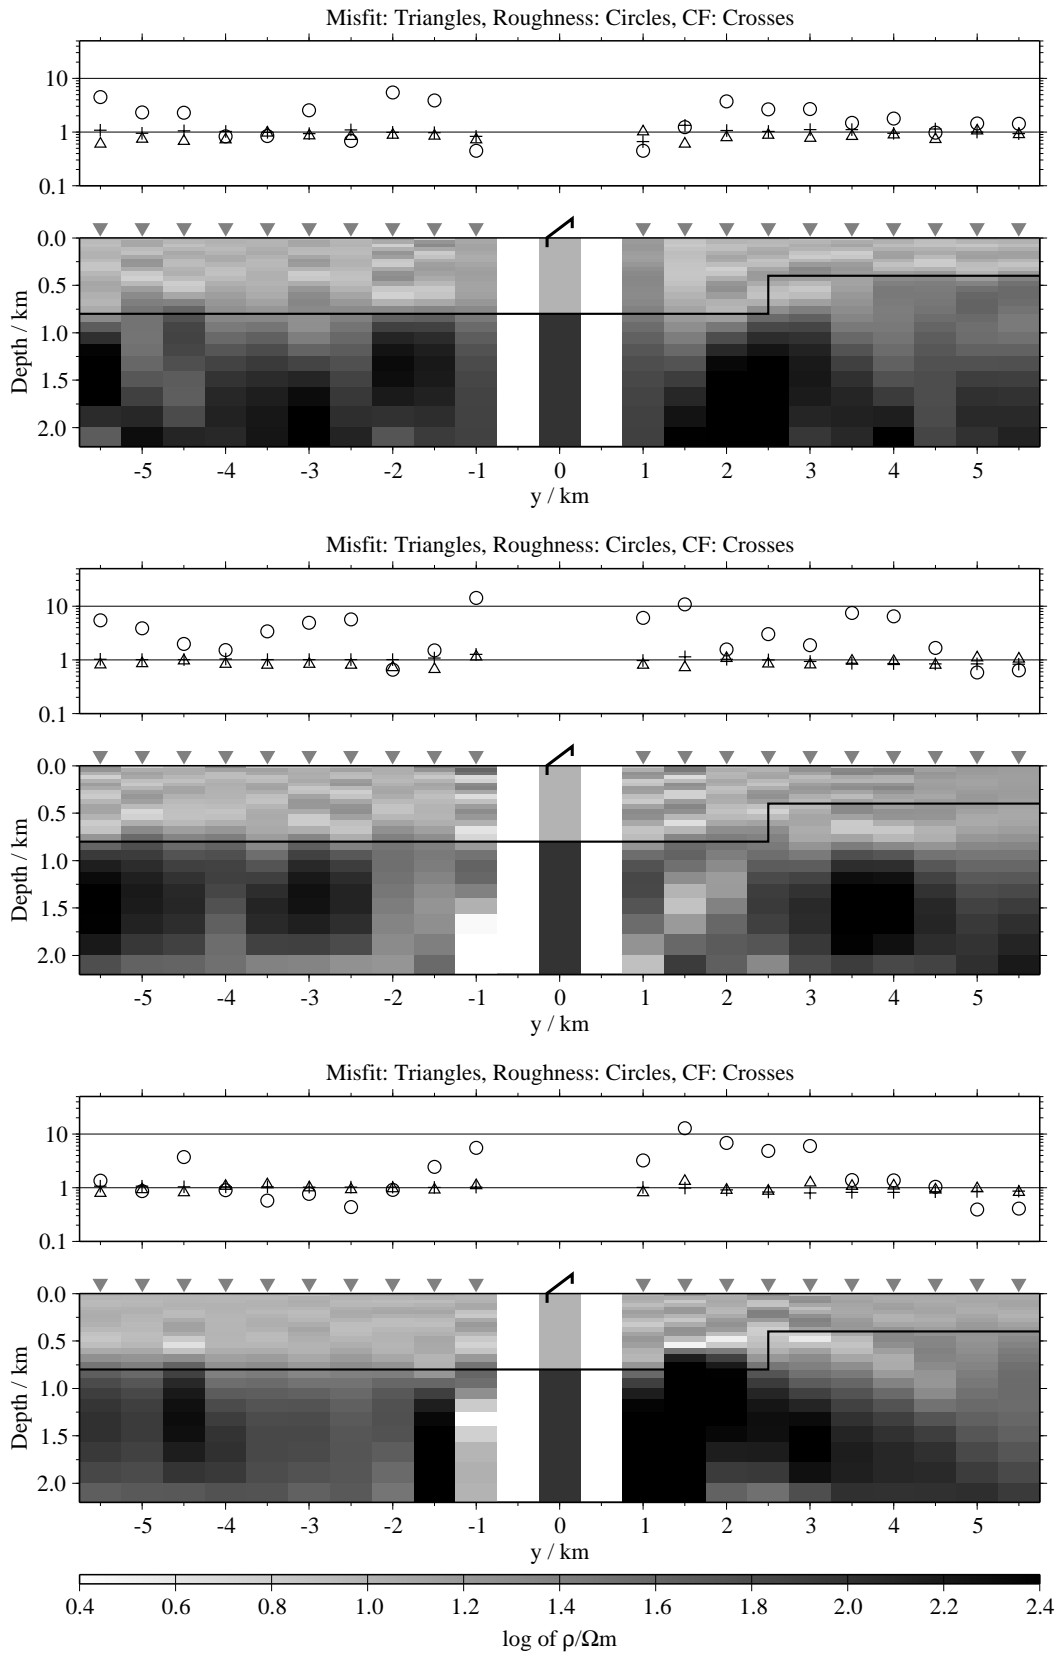 Misfit: Triangles, Roughness: Circles, CF: Crosses
10
1
0.1
0.0
0.5
1.0
1.5
2.0
Depth / km
-5 -4 -3 -2 -1 0 1 2 3 4 5
y / km
Misfit: Triangles, Roughness: Circles, CF: Crosses
10
1
0.1
0.0
0.5
1.0
1.5
2.0
Depth / km
-5 -4 -3 -2 -1 0 1 2 3 4 5
y / km
Misfit: Triangles, Roughness: Circles, CF: Crosses
10
1
0.1
0.0
0.5
1.0
1.5
2.0
Depth / km
-5 -4 -3 -2 -1 0 1 2 3 4 5
y / km
0.4 0.6 0.8 1.0 1.2 1.4 1.6 1.8 2.0 2.2 2.4
log of ρ/Ωm